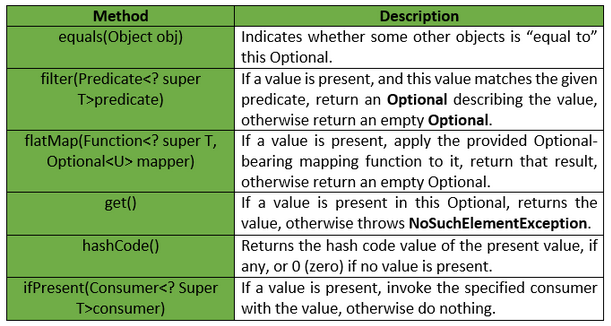 Method Description
equals(Object obj) Indicates whether some other objects is “equal to”
this Optional.
filter(Predicate<? super If a value is present, and this value matches the given
T>predicate) predicate, return an Optional describing the value,
otherwise return an empty Optional.
flatMap(Function<? super T, If a value is present, apply the provided Optional-
Optional<U> mapper) bearing mapping function to it, return that result,
otherwise return an empty Optional.
get() If a value is present in this Optional, returns the
value, otherwise throws NoSuchElementException.
hashCode() Returns the hash code value of the present value, if
any, or 0 (zero) if no value is present.
ifPresent(Consumer<? Super If a value is present, invoke the specified consumer
T>consumer) with the value, otherwise do nothing.